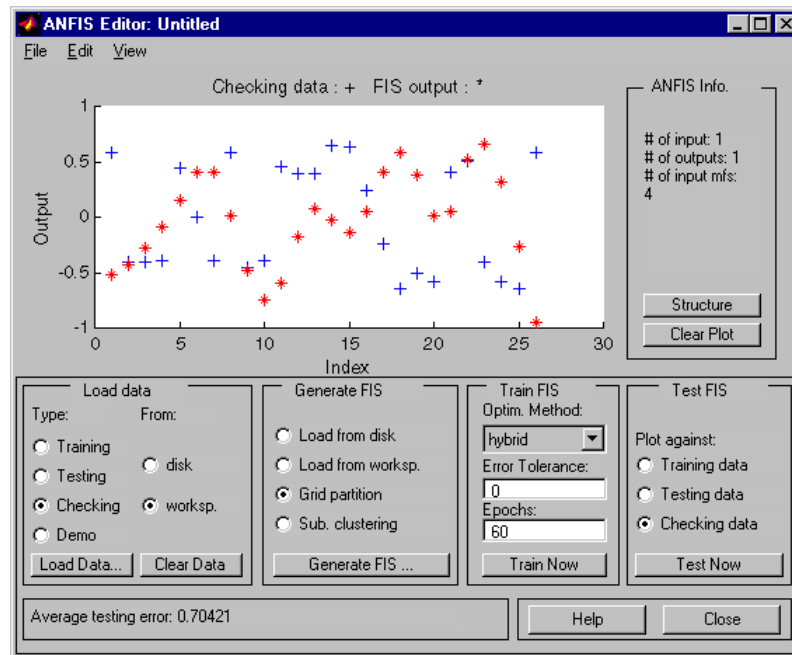 ANFIS Editor: Untitled
File Edit View
Checking data : + FIS output : *
1
0.5
0
-0.5
-1
Output
0 5 10 15 20 25 30
Index
ANFIS Info.
# of input: 1
# of outputs: 1
# of input mfs:
4
Structure
Clear Plot
Load data
Type: From:
Training
Testing
Checking
Demo
disk
worksp.
Load Data... Clear Data
Generate FIS
Load from disk
Load from worksp.
Grid partition
Sub. clustering
Generate FIS ...
Train FIS
Optim. Method:
hybrid
Error Tolerance:
0
Epochs:
60
Train Now
Test FIS
Plot against:
Training data
Testing data
Checking data
Test Now
Average testing error: 0.70421
Help Close